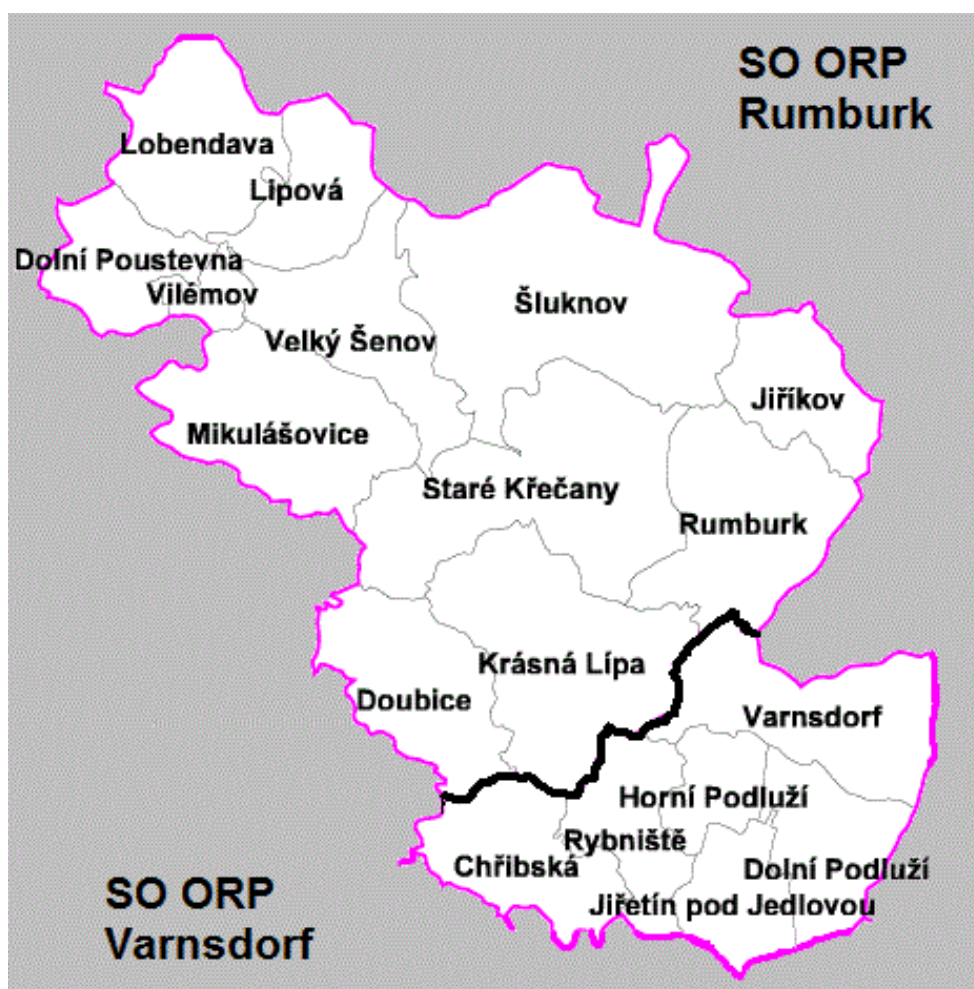 SO ORP
Rumburk
Lobendava
Lipová
Dolní Poustevna
Vilémov
Šluknov
Velký Šenov
Jiříkov
Mikulášovice
Staré Křečany
Rumburk
Krásná Lípa
Doubice
Varnsdorf
Horní Podluží
Rybniště
Chřibská
Dolní Podluží
Jiřetín pod Jedlovou
SO ORP
Varnsdorf